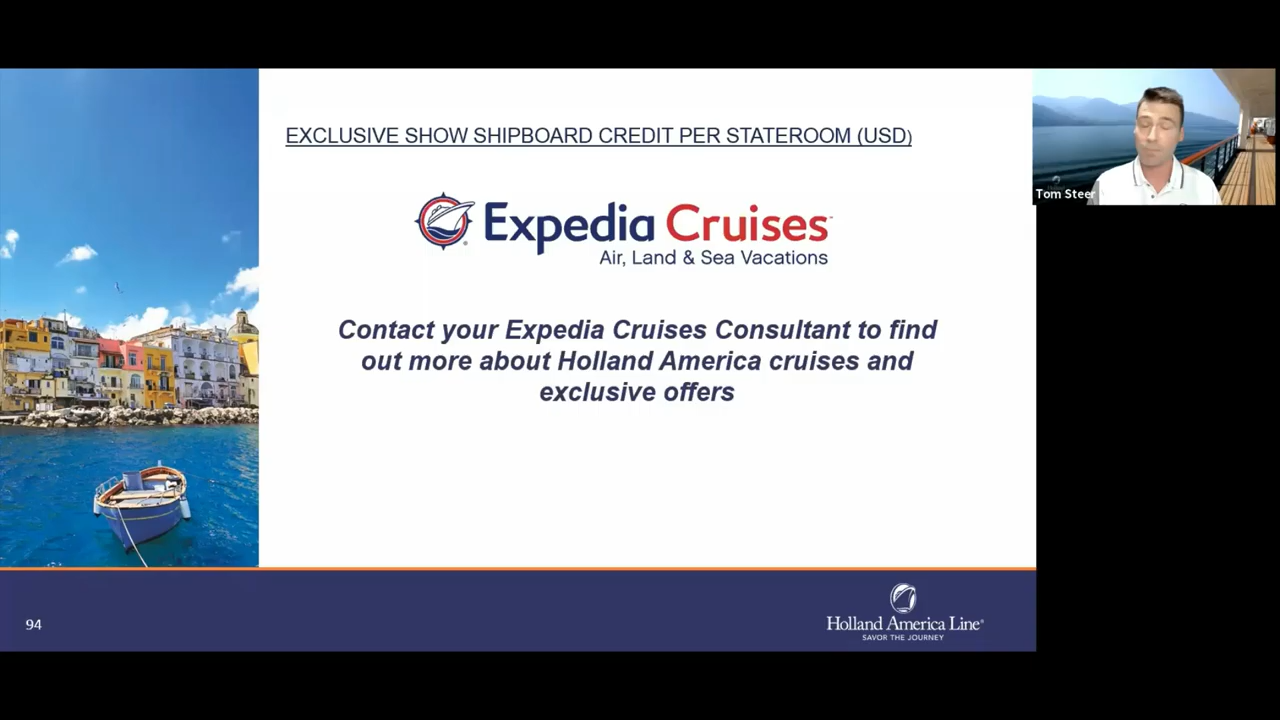 EXCLUSIVE SHOW SHIPBOARD CREDIT PER STATEROOM (USD)
Expedia Cruises™
Air, Land & Sea Vacations
Tom Steer
Contact your Expedia Cruises Consultant to find
out more about Holland America cruises and
exclusive offers
94
Holland America Line®
SAVOR THE JOURNEY